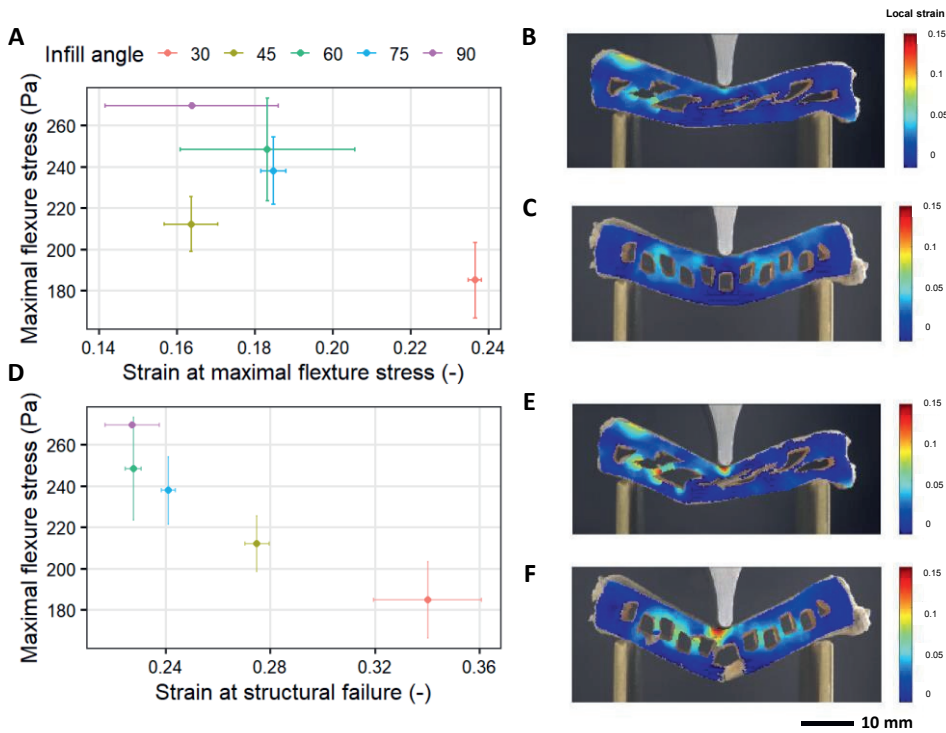 A
Infill angle 30 45 60 75 90
Maximal flexure stress (Pa)
260
240
220
200
180
0.14 0.16 0.18 0.20 0.22 0.24
Strain at maximal flexture stress (-)
D
Maximal flexure stress (Pa)
260
240
220
200
180
0.24 0.28 0.32 0.36
Strain at structural failure (-)
B
Local strain
0.15
0.1
0.05
0
C
0.15
0.1
0.05
0
E
0.15
0.1
0.05
0
F
0.15
0.1
0.05
0
10 mm